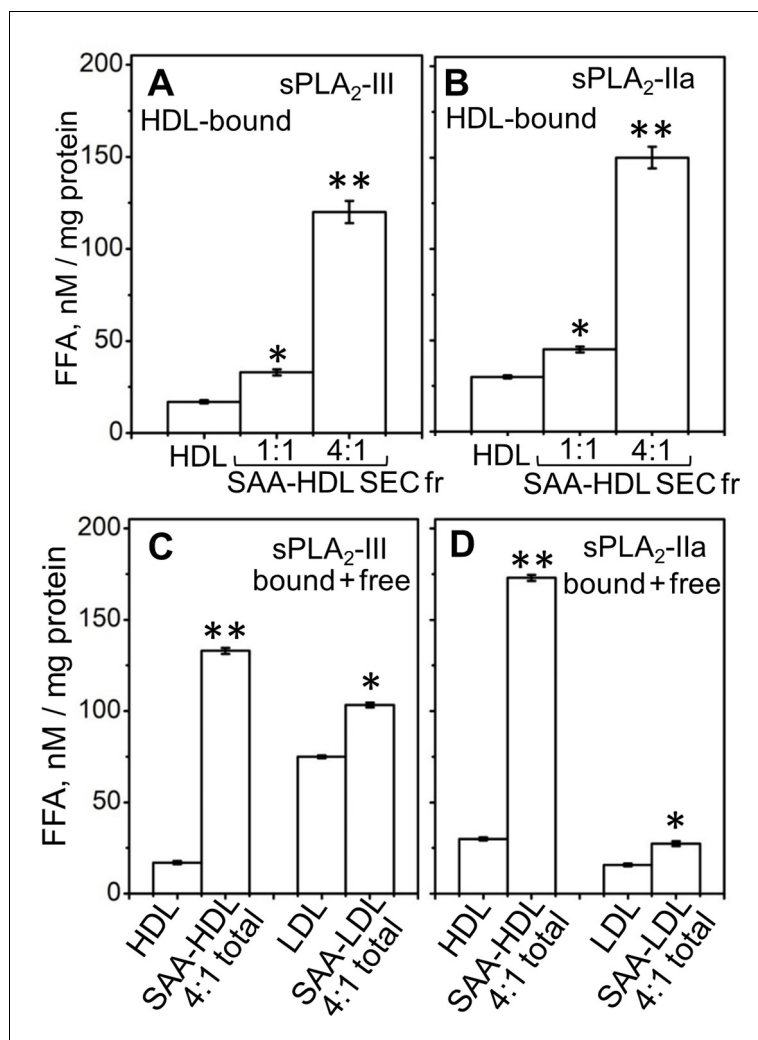 A
sPLA₂-III
HDL-bound
FFA, nM / mg protein
200
150
100
50
0
*
**
HDL
1:1
4:1
SAA-HDL SEC fr
B
sPLA₂-IIa
HDL-bound
*
**
HDL
1:1
4:1
SAA-HDL SEC fr
C
sPLA₂-III
bound + free
FFA, nM / mg protein
200
150
100
50
0
**
*
HDL
SAA-HDL
4:1 total
LDL
SAA-LDL
4:1 total
D
sPLA₂-IIa
bound + free
**
*
HDL
SAA-HDL
4:1 total
LDL
SAA-LDL
4:1 total